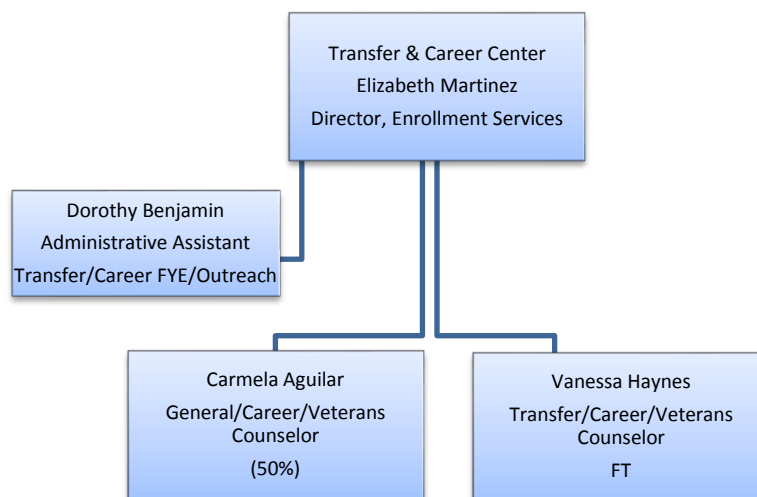 Transfer & Career Center
Elizabeth Martinez
Director, Enrollment Services
Dorothy Benjamin
Administrative Assistant
Transfer/Career FYE/Outreach
Carmela Aguilar
General/Career/Veterans
Counselor
(50%)
Vanessa Haynes
Transfer/Career/Veterans
Counselor
FT